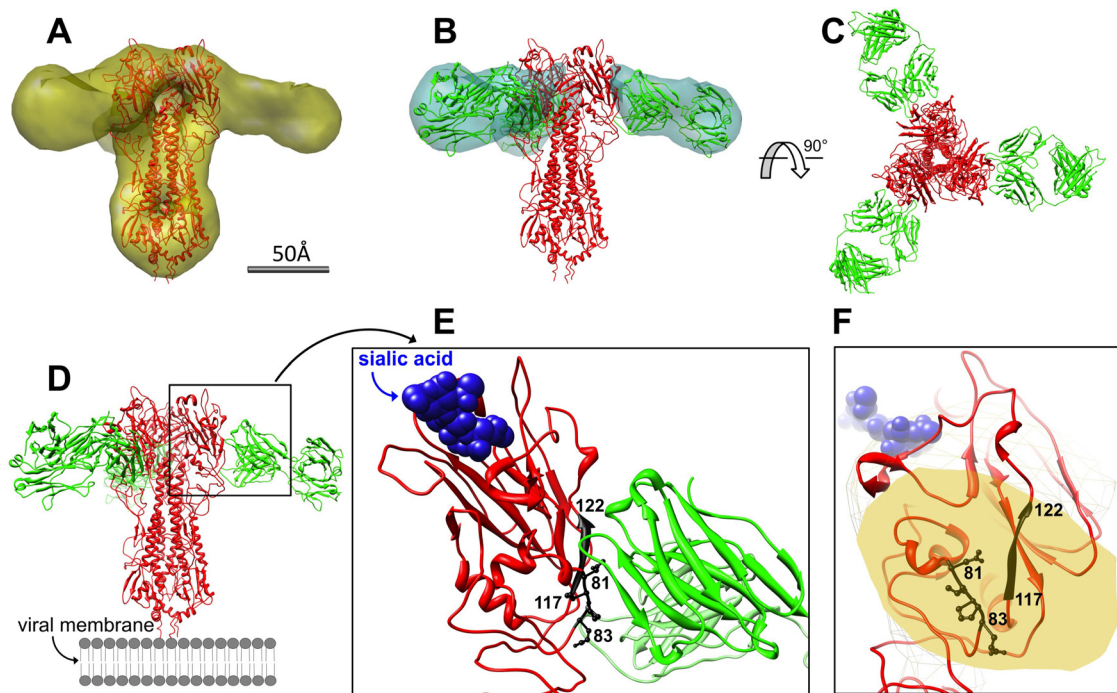 A
B
C
90°
50Å
D
E
F
sialic acid
122
81
117
83
122
81
117
83
viral membrane